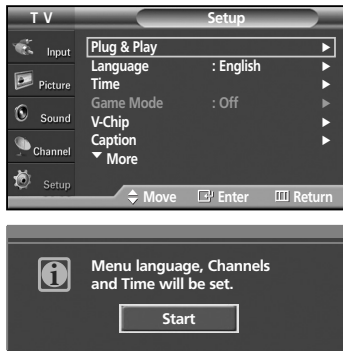 T V Setup
Input
Plug & Play
Language : English
Picture
Time
Game Mode : Off
Sound
V-Chip
Channel
Caption
More
Setup
Move Enter Return
Menu language, Channels
and Time will be set.
Start